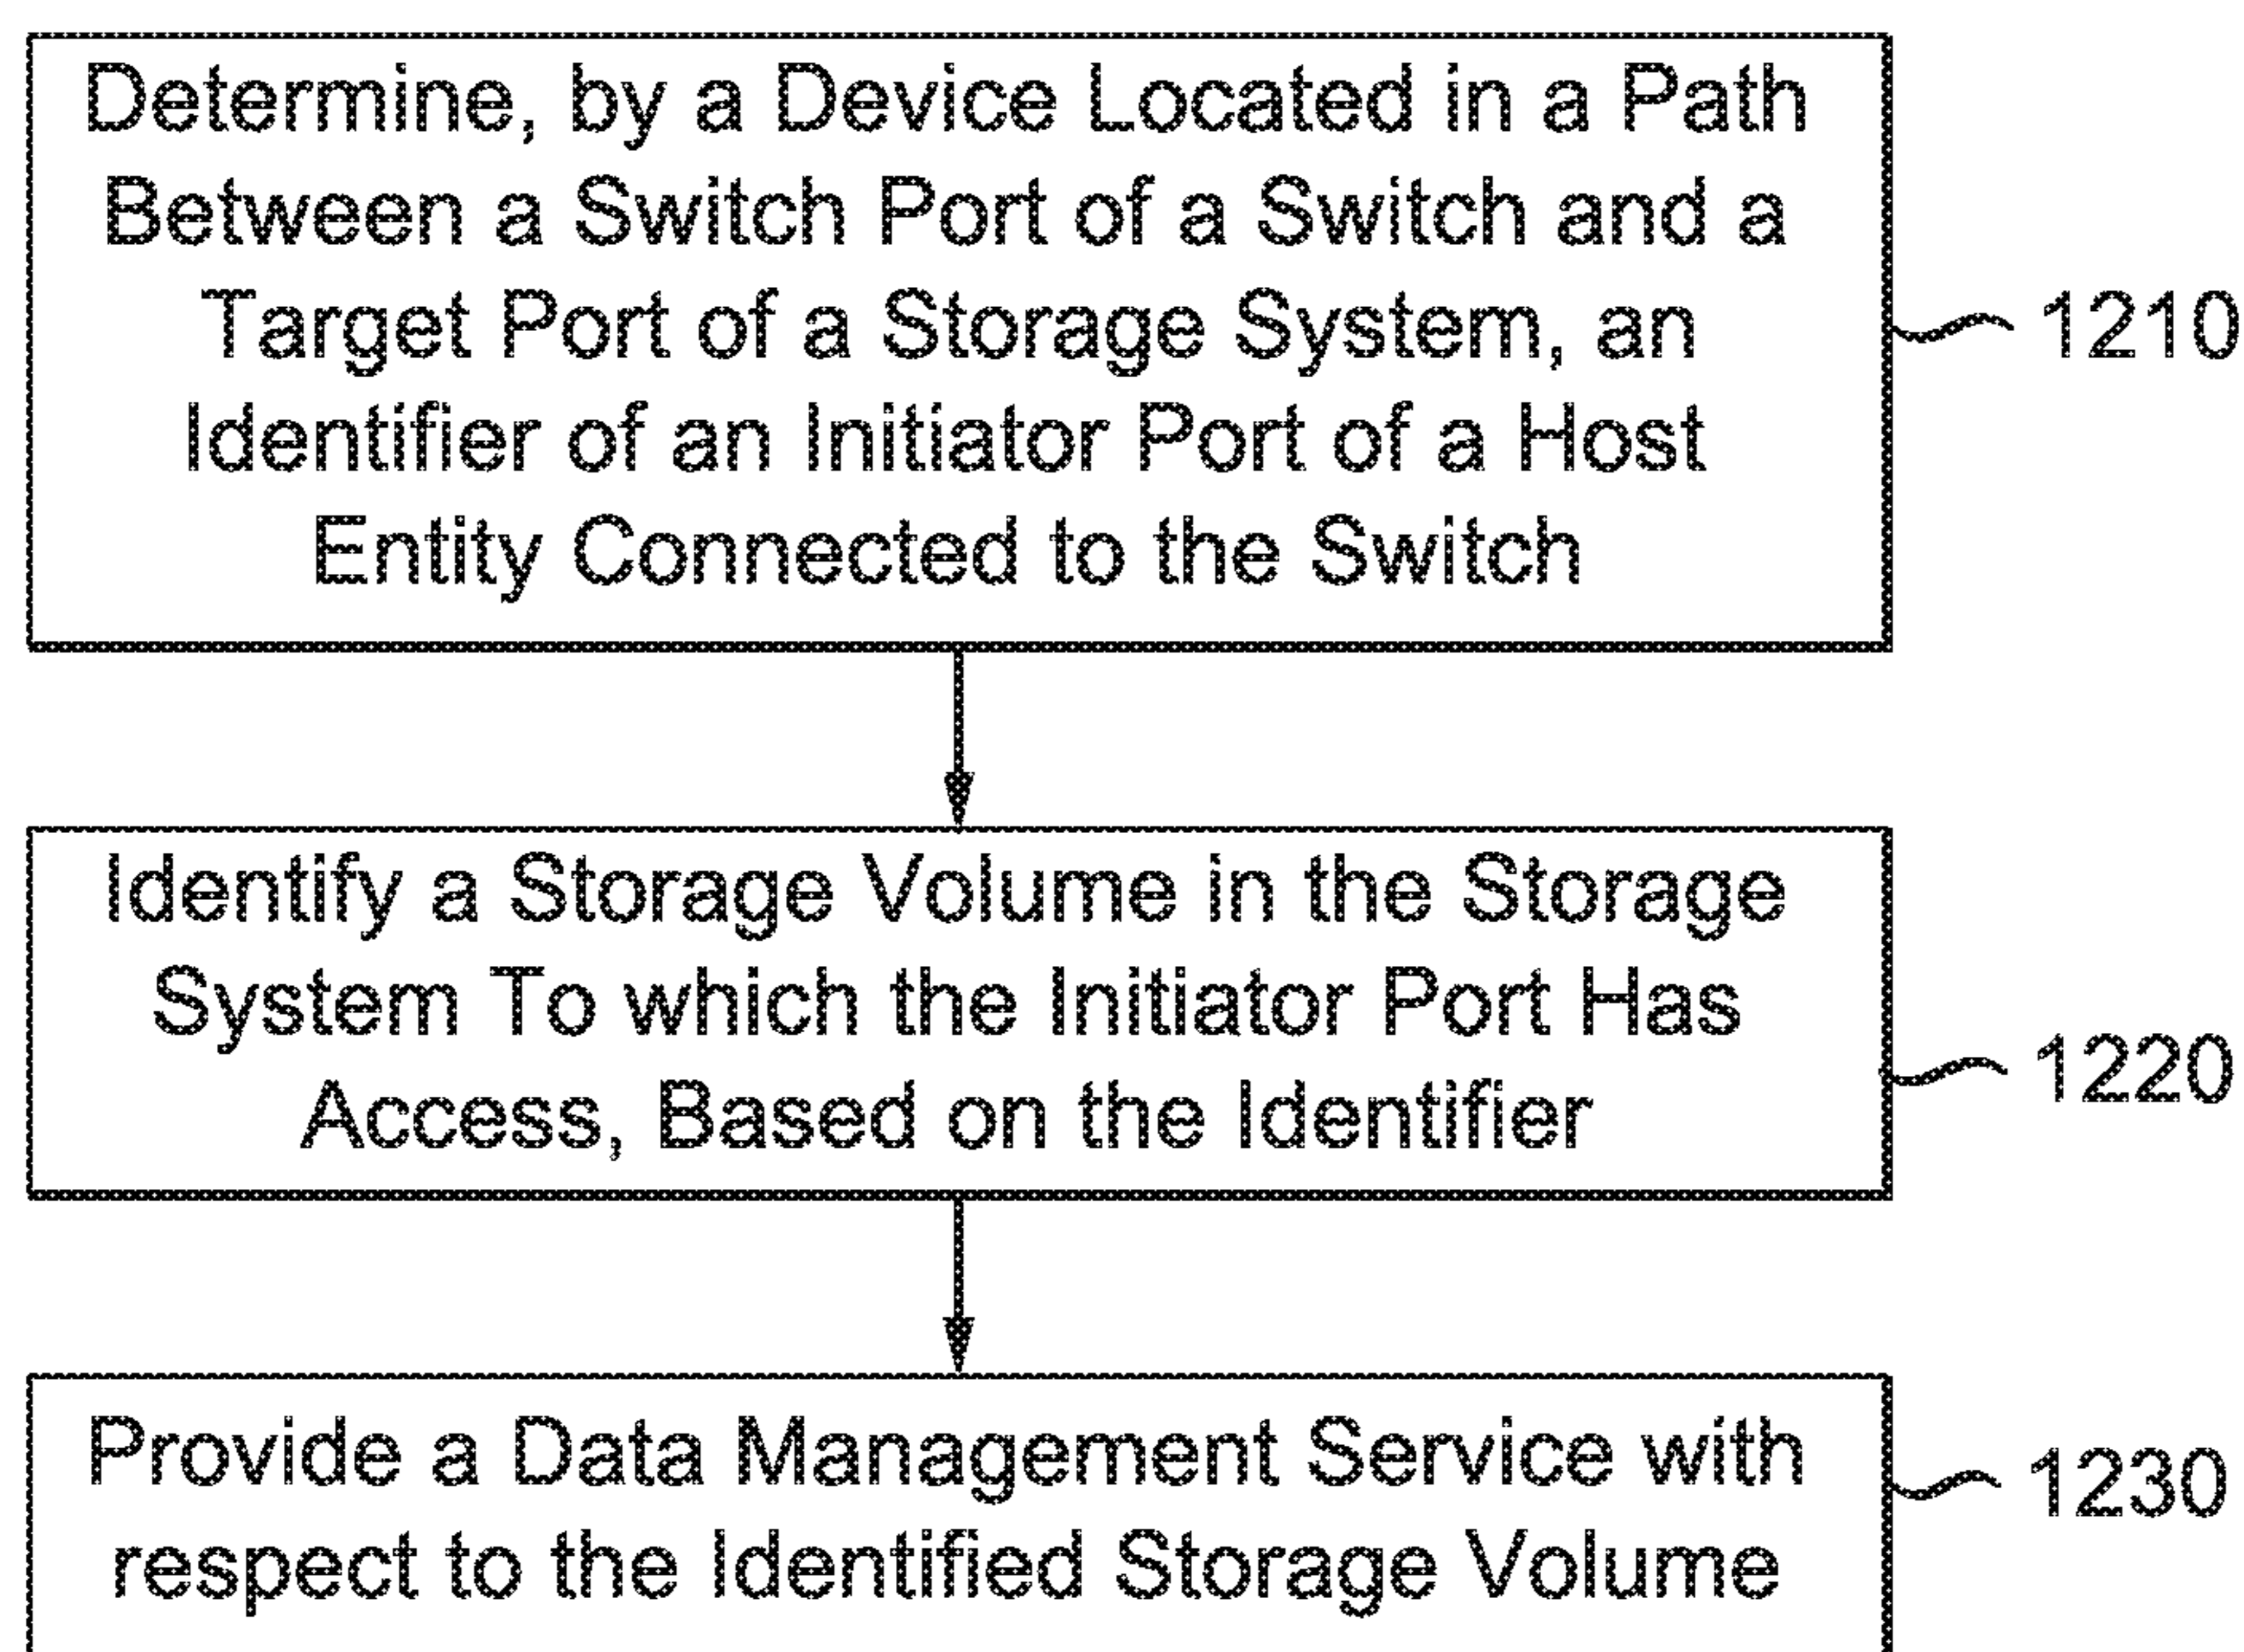 Determine, by a Device Located in a Path
Between a Switch Port of a Switch and a
Target Port of a Storage System, an
Identifier of an Initiator Port of a Host
Entity Connected to the Switch
1210
Identify a Storage Volume in the Storage
System To which the Initiator Port Has
Access, Based on the Identifier
1220
Provide a Data Management Service with
respect to the Identified Storage Volume
1230